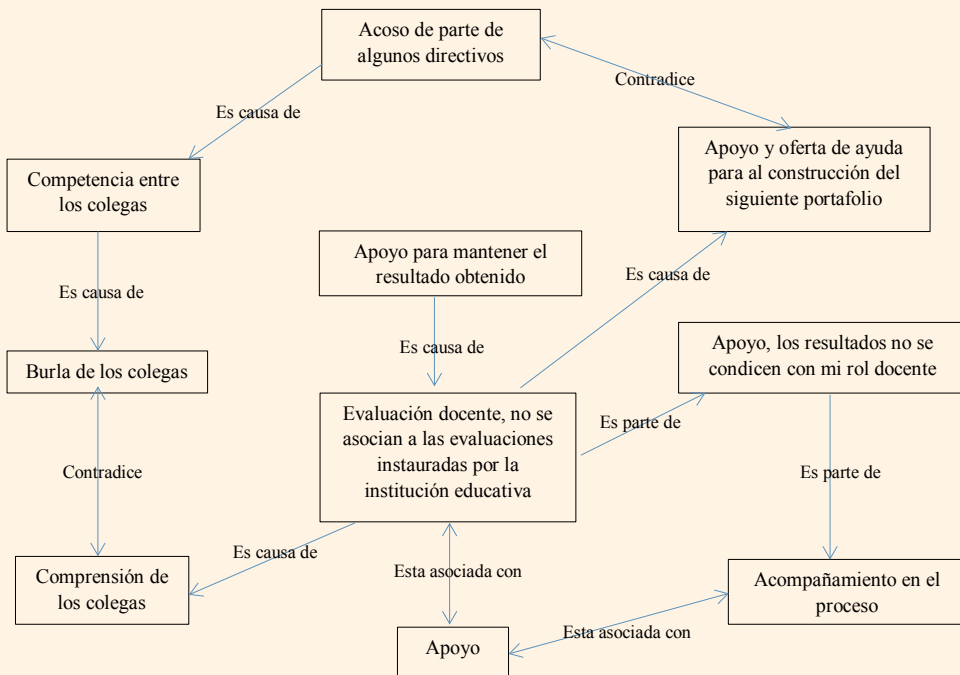 Acoso de parte de
algunos directivos
Contradice
Es causa de
Apoyo y oferta de ayuda
para al construcción del
siguiente portafolio
Competencia entre
los colegas
Apoyo para mantener el
resultado obtenido
Es causa de
Es causa de
Es causa de
Apoyo, los resultados no se
condicen con mi rol docente
Burla de los colegas
Evaluación docente, no se
asocian a las evaluaciones
instauradas por la
institución educativa
Es parte de
Contradice
Es parte de
Es causa de
Comprensión de
los colegas
Esta asociada con
Acompañamiento en el
proceso
Esta asociada con
Apoyo